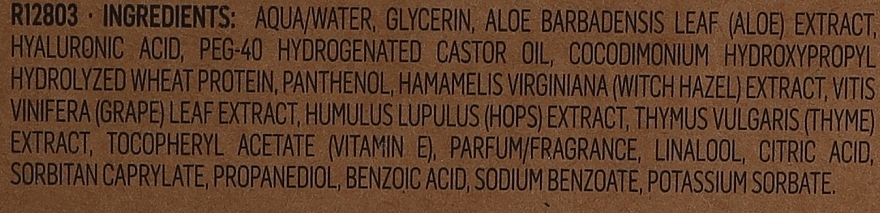 R12803 · INGREDIENTS: AQUA/WATER, GLYCERIN, ALOE BARBADENSIS LEAF (ALOE) EXTRACT,
HYALURONIC ACID, PEG-40 HYDROGENATED CASTOR OIL, COCODIMONIUM HYDROXYPROPYL
HYDROLYZED WHEAT PROTEIN, PANTHENOL, HAMAMELIS VIRGINIANA (WITCH HAZEL) EXTRACT, VITIS
VINIFERA (GRAPE) LEAF EXTRACT, HUMULUS LUPULUS (HOPS) EXTRACT, THYMUS VULGARIS (THYME)
EXTRACT, TOCOPHERYL ACETATE (VITAMIN E), PARFUM/FRAGRANCE, LINALOOL, CITRIC ACID,
SORBITAN CAPRYLATE, PROPANEDIOL, BENZOIC ACID, SODIUM BENZOATE, POTASSIUM SORBATE.